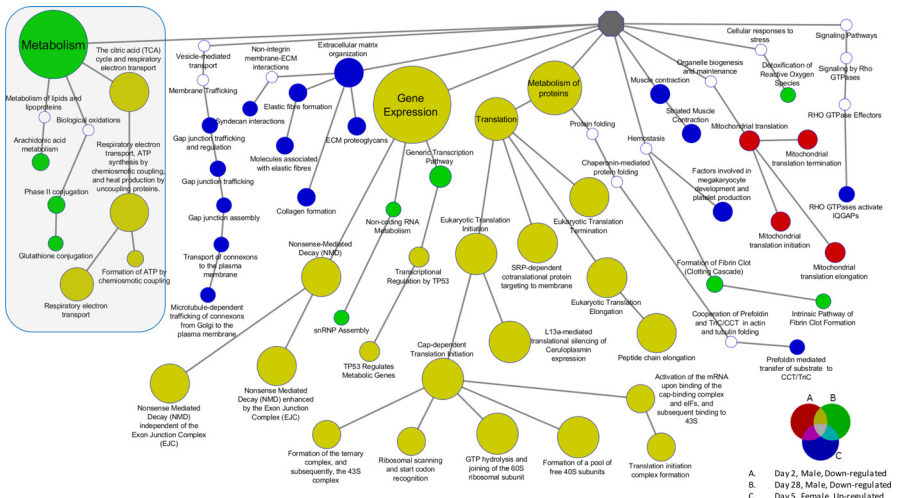 Metabolism
The citric acid (TCA)
cycle and respiratory
electron transport
Metabolism of lipids and
lipoproteins
Biological oxidations
Arachidonic acid
metabolism
Respiratory electron
transport, ATP
synthesis by
chemiosmotic coupling,
and heat production by
uncoupling proteins.
Phase II conjugation
Glutathione conjugation
Formation of ATP by
chemiosmotic coupling
Respiratory electron
transport
Vesicle-mediated
transport
Membrane Trafficking
Gap junction trafficking
and regulation
Gap junction trafficking
Gap junction assembly
Transport of connexons
to the plasma
membrane
Microtubule-dependent
trafficking of connexons
from Golgi to the plasma
membrane
Non-integrin
membrane-ECM
interactions
Extracellular matrix
organization
Elastic fibre formation
Syndecan interactions
ECM proteoglycans
Molecules associated
with elastic fibres
Collagen formation
Gene
Expression
Generic Transcription
Pathway
Non-coding RNA
Metabolism
Nonsense-Mediated
Decay (NMD)
Transcriptional
Regulation by TP53
snRNP Assembly
TP53 Regulates
Metabolic Genes
Nonsense Mediated
Decay (NMD)
independent of the
Exon Junction Complex
(EJC)
Nonsense Mediated
Decay (NMD) enhanced
by the Exon Junction
Complex (EJC)
Metabolism of
proteins
Translation
Protein folding
Chaperonin-mediated
protein folding
Eukaryotic Translation
Initiation
Eukaryotic Translation
Termination
SRP-dependent
cotranslational protein
targeting to membrane
Eukaryotic Translation
Elongation
L13a-mediated
translational silencing of
Ceruloplasmin
expression
Peptide chain elongation
Cap-dependent
Translation Initiation
Activation of the mRNA
upon binding of the
cap-binding complex
and eIFs, and
subsequent binding to
43S
Formation of the ternary
complex, and
subsequently, the 43S
complex
Ribosomal scanning
and start codon
recognition
GTP hydrolysis and
joining of the 60S
ribosomal subunit
Formation of a pool of
free 40S subunits
Translation initiation
complex formation
Muscle contraction
Striated Muscle
Contraction
Hemostasis
Factors involved in
megakaryocyte
development and
platelet production
Formation of Fibrin Clot
(Clotting Cascade)
Intrinsic Pathway of
Fibrin Clot Formation
Cooperation of Prefoldin
and TriC/CCT in actin
and tubulin folding
Prefoldin mediated
transfer of substrate to
CCT/TriC
Organelle biogenesis
and maintenance
Mitochondrial translation
Mitochondrial
translation termination
Mitochondrial
translation initiation
Mitochondrial
translation elongation
Cellular responses to
stress
Detoxification of
Reactive Oxygen
Species
Signaling Pathways
Signaling by Rho
GTPases
RHO GTPase Effectors
RHO GTPases activate
IQGAPs
A
B
C
A. Day 2, Male, Down-regulated
B. Day 28, Male, Down-regulated
C. Day 5, Female, Up-regulated